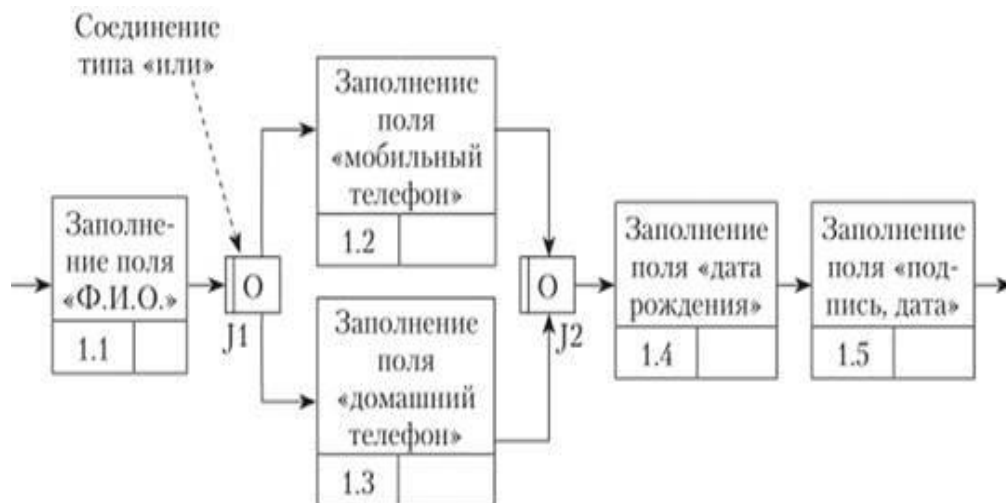 Соединение
типа «или»
Заполне-
ние поля
«Ф.И.О.»
1.1
О
J1
Заполнение
поля
«мобильный
телефон»
1.2
Заполнение
поля
«домашний
телефон»
1.3
О
J2
Заполнение
поля «дата
рождения»
1.4
Заполнение
поля «под-
пись, дата»
1.5